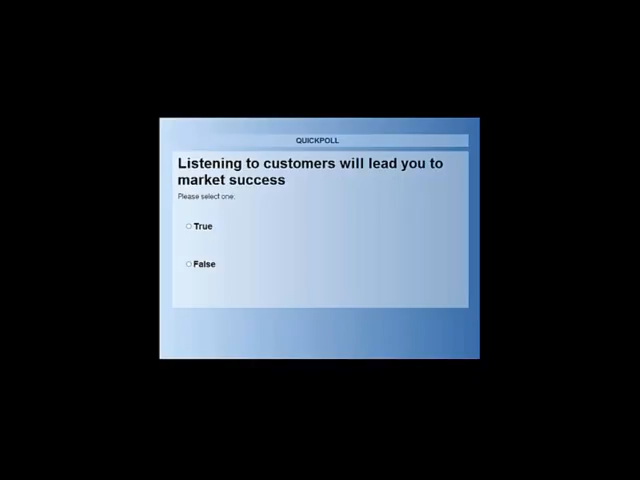 QUICKPOLL
Listening to customers will lead you to
market success
Please select one:
True
False